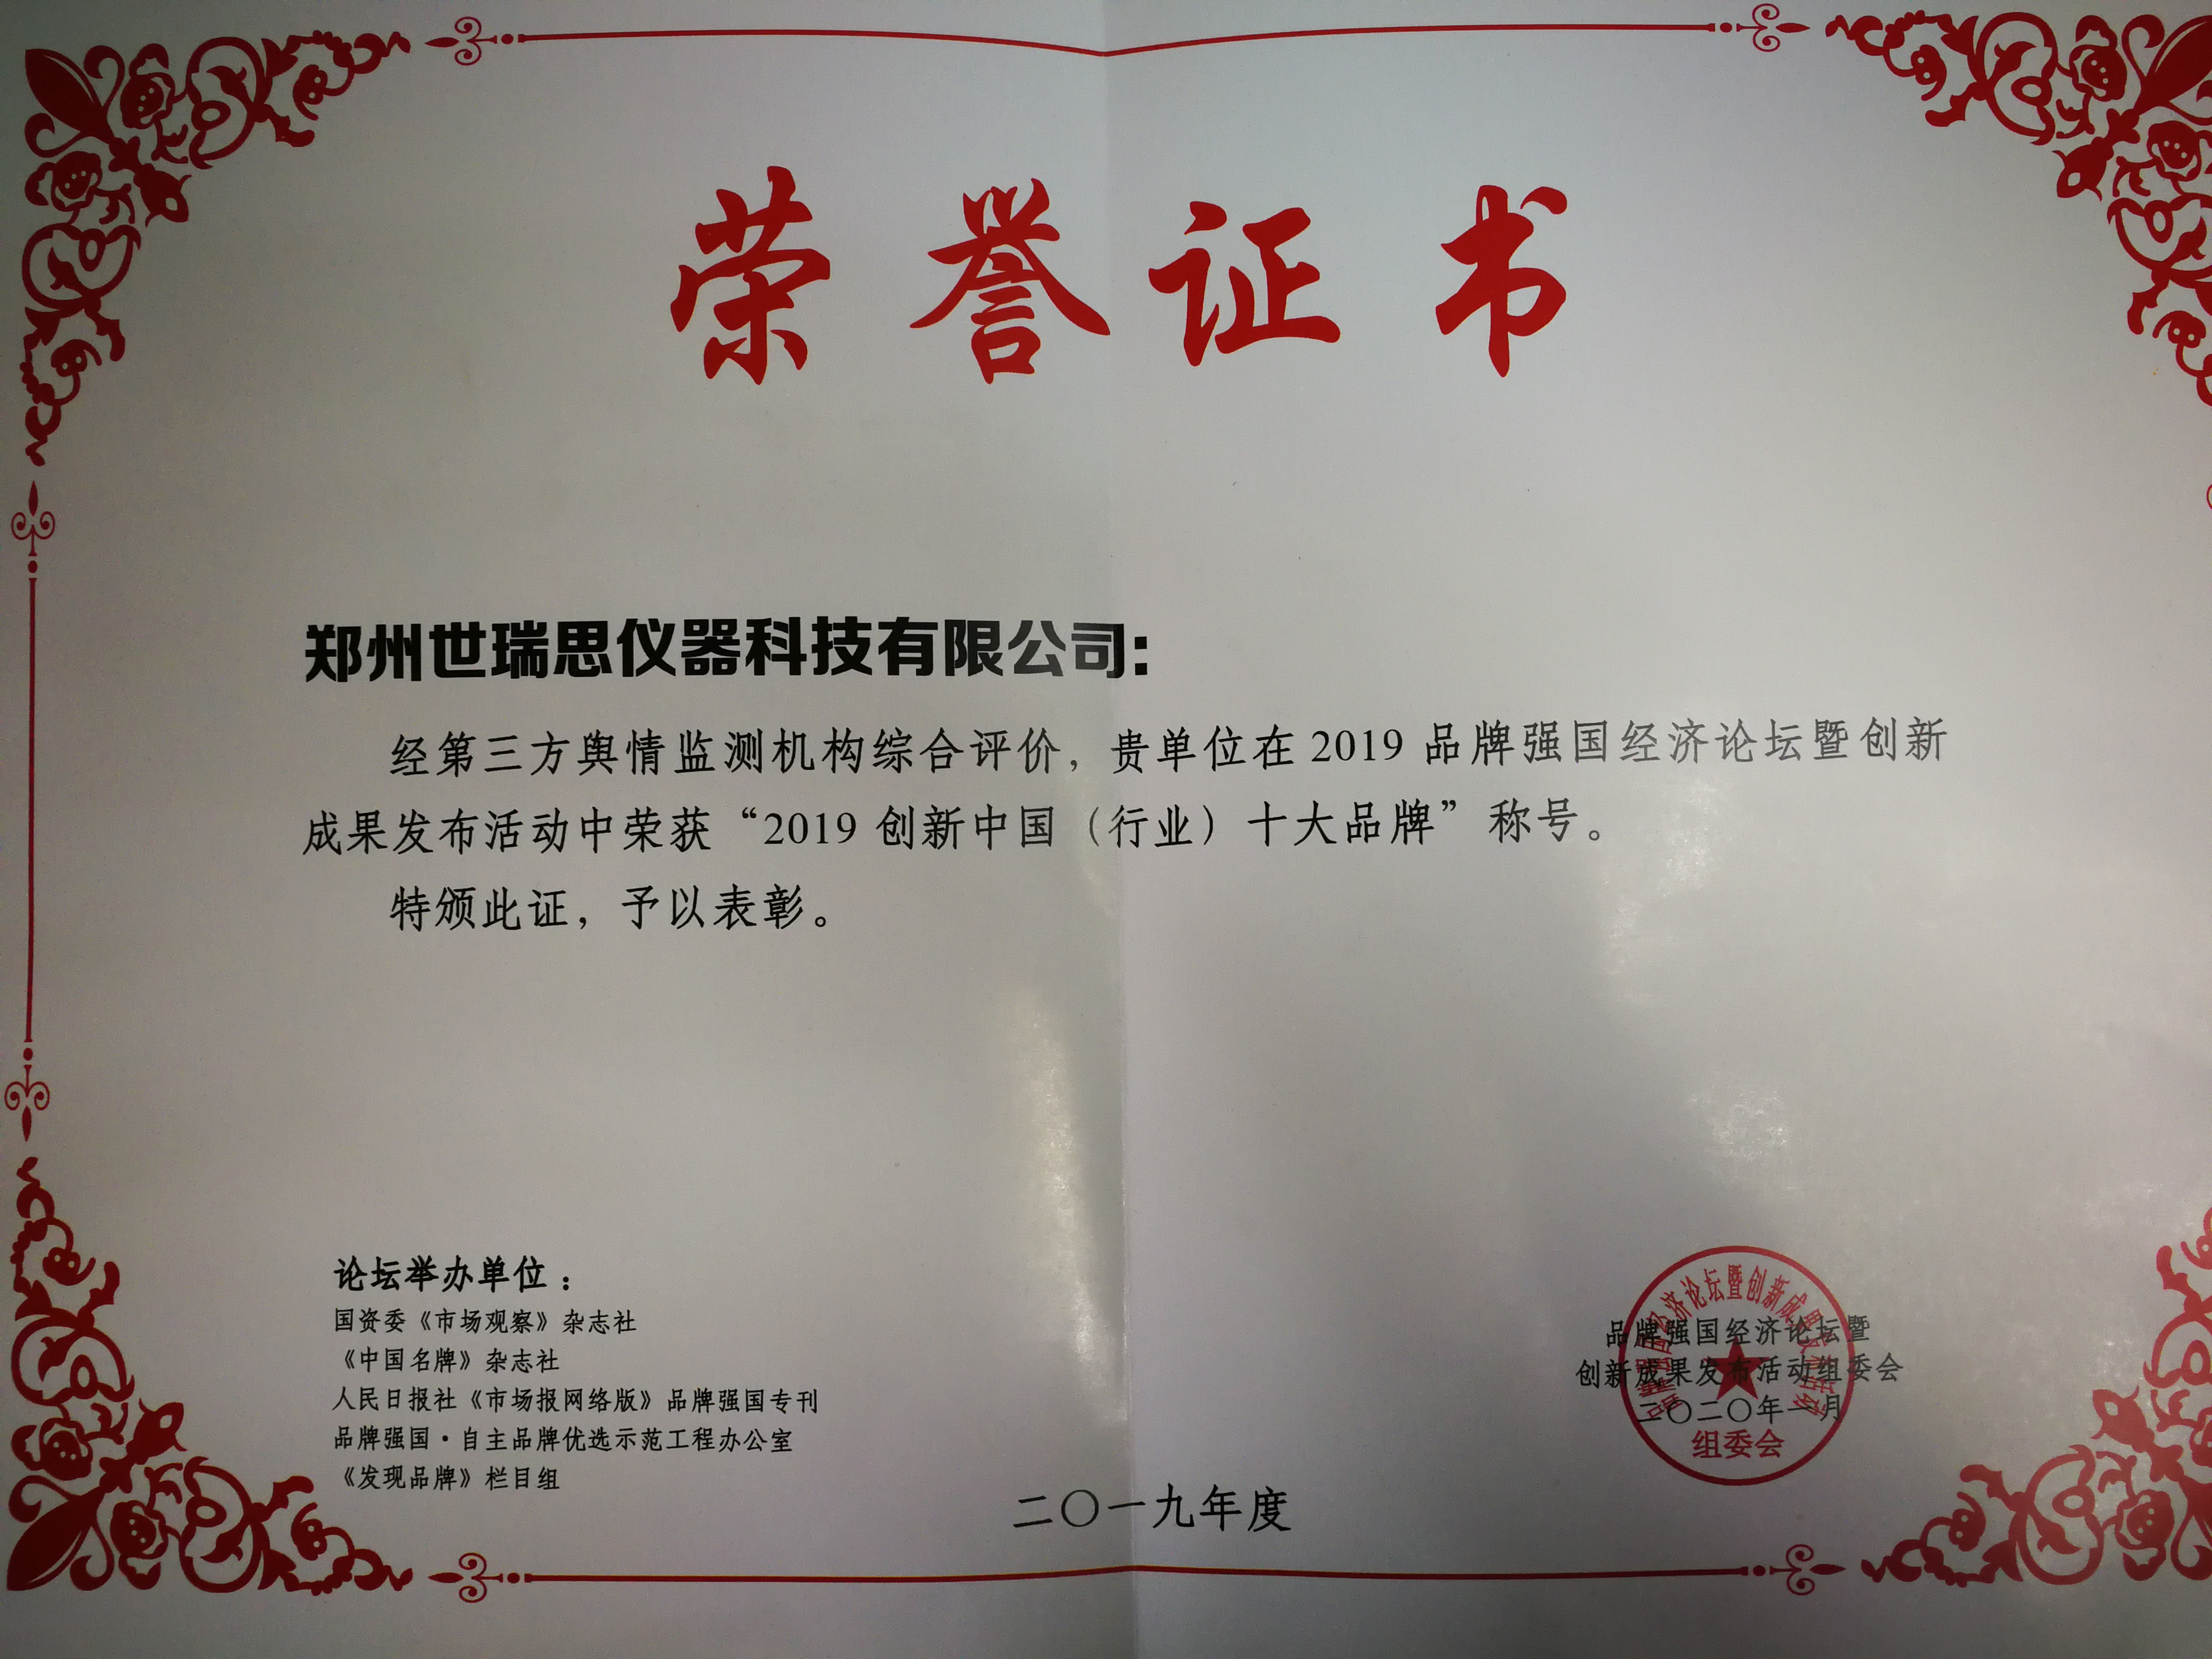 荣誉证书
郑州世瑞思仪器科技有限公司:
经第三方舆情监测机构综合评价，贵单位在 2019 品牌强国经济论坛暨创新
成果发布活动中荣获“2019 创新中国（行业）十大品牌”称号。
特颁此证，予以表彰。
论坛举办单位：
国资委《市场观察》杂志社
《中国名牌》杂志社
人民日报社《市场报网络版》品牌强国专刊
品牌强国·自主品牌优选示范工程办公室
《发现品牌》栏目组
品牌强国经济论坛暨
创新成果发布活动组委会
二〇二〇年一月
组委会
二〇一九年度